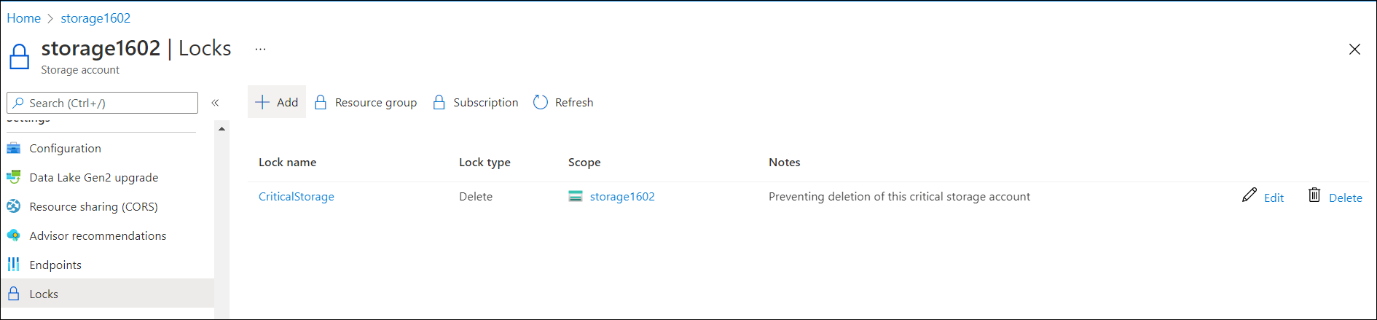 Home > storage1602
storage1602 | Locks ...
Storage account
Search (Ctrl+/) «
+ Add Resource group Subscription Refresh
Settings
Configuration
Data Lake Gen2 upgrade
Resource sharing (CORS)
Advisor recommendations
Endpoints
Locks
Lock name Lock type Scope Notes
CriticalStorage Delete storage1602 Preventing deletion of this critical storage account Edit Delete